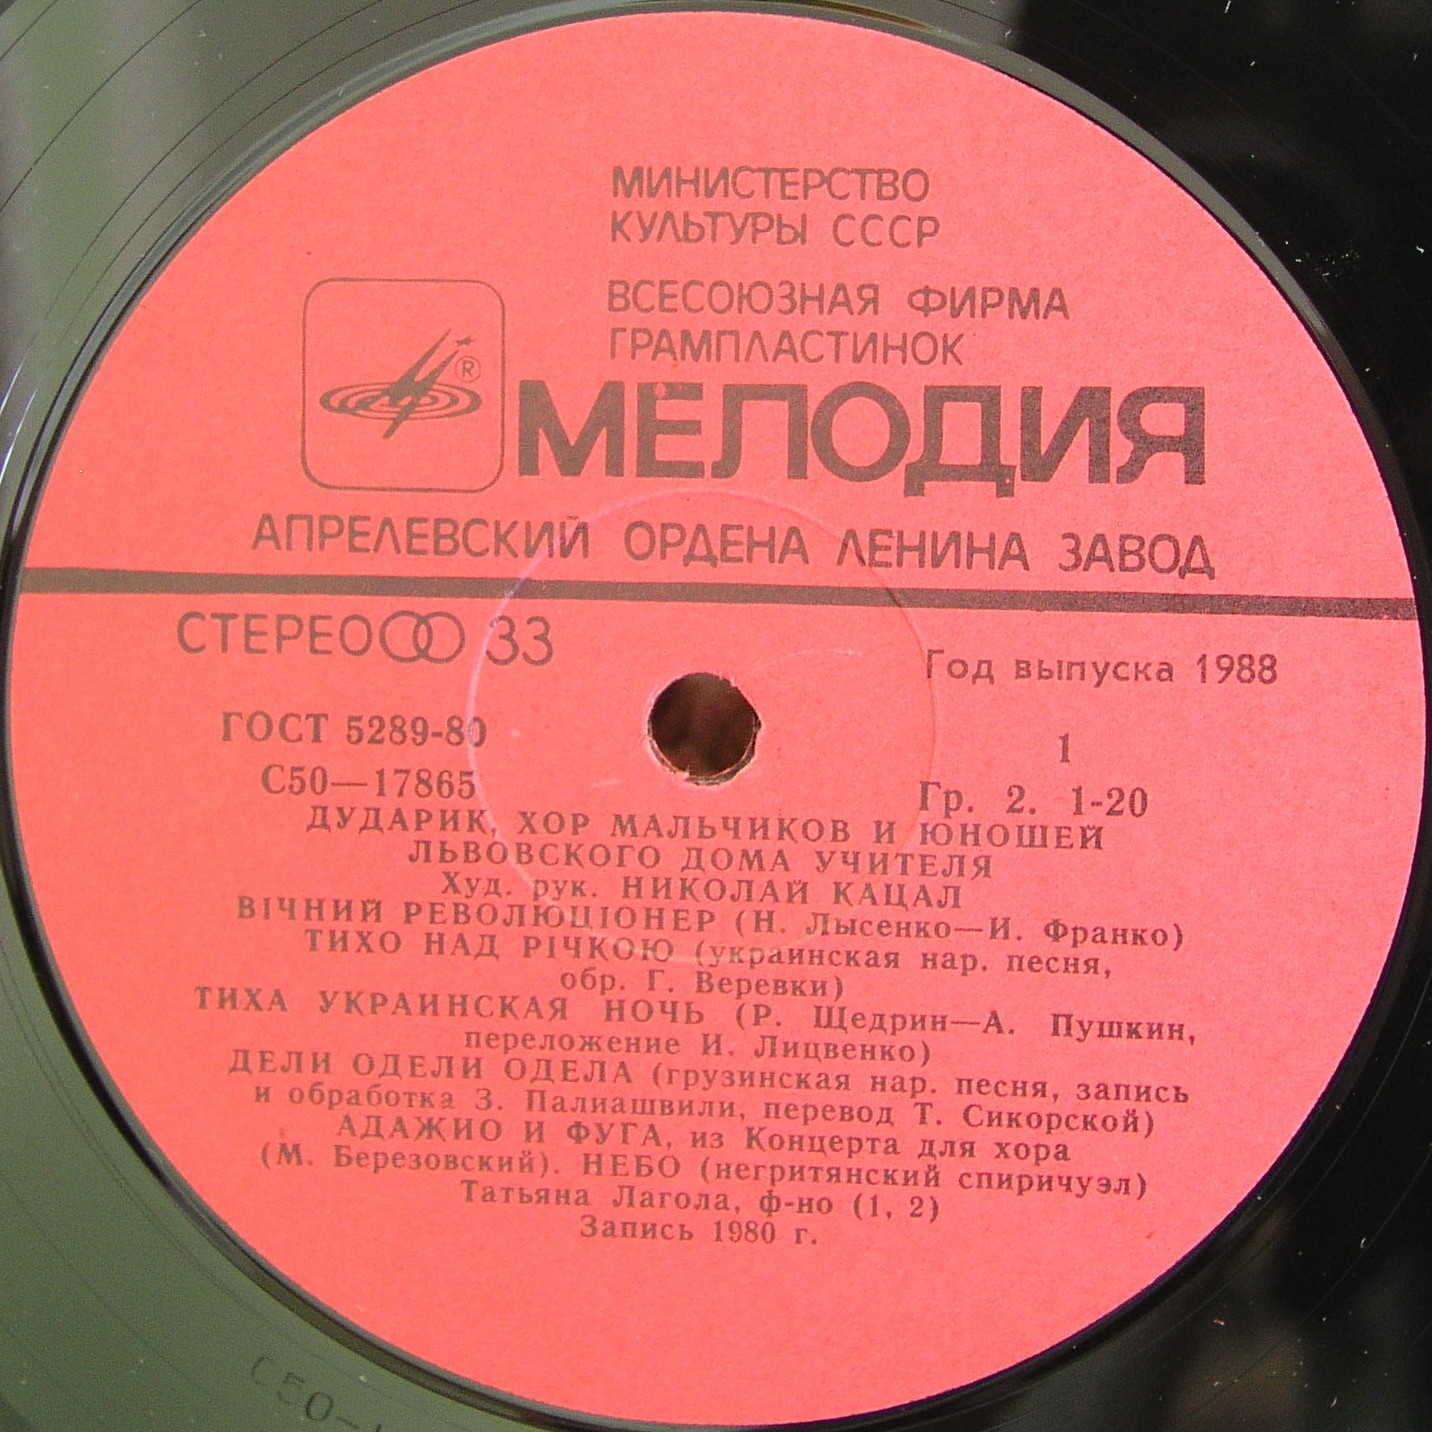 МИНИСТЕРСТВО
КУЛЬТУРЫ СССР
ВСЕСОЮЗНАЯ ФИРМА
ГРАМПЛАСТИНОК
®
МЕЛОДИЯ
АПРЕЛЕВСКИЙ ОРДЕНА ЛЕНИНА ЗАВОД
СТЕРЕО 33
Год выпуска 1988
ГОСТ 5289-80
1
С50—17865
Гр. 2. 1-20
ДУДАРИК, ХОР МАЛЬЧИКОВ И ЮНОШЕЙ
ЛЬВОВСКОГО ДОМА УЧИТЕЛЯ
Худ. рук. НИКОЛАЙ КАЦАЛ
ВІЧНИЙ РЕВОЛЮЦІОНЕР (Н. Лысенко—И. Франко)
ТИХО НАД РІЧКОЮ (украинская нар. песня,
обр. Г. Веревки)
ТИХА УКРАИНСКАЯ НОЧЬ (Р. Щедрин—А. Пушкин,
переложение И. Лицвенко)
ДЕЛИ ОДЕЛИ ОДЕЛА (грузинская нар. песня, запись
и обработка З. Палиашвили, перевод Т. Сикорской)
АДАЖИО И ФУГА, из Концерта для хора
(М. Березовский). НЕБО (негритянский спиричуэл)
Татьяна Лагола, ф-но (1, 2)
Запись 1980 г.
С50-